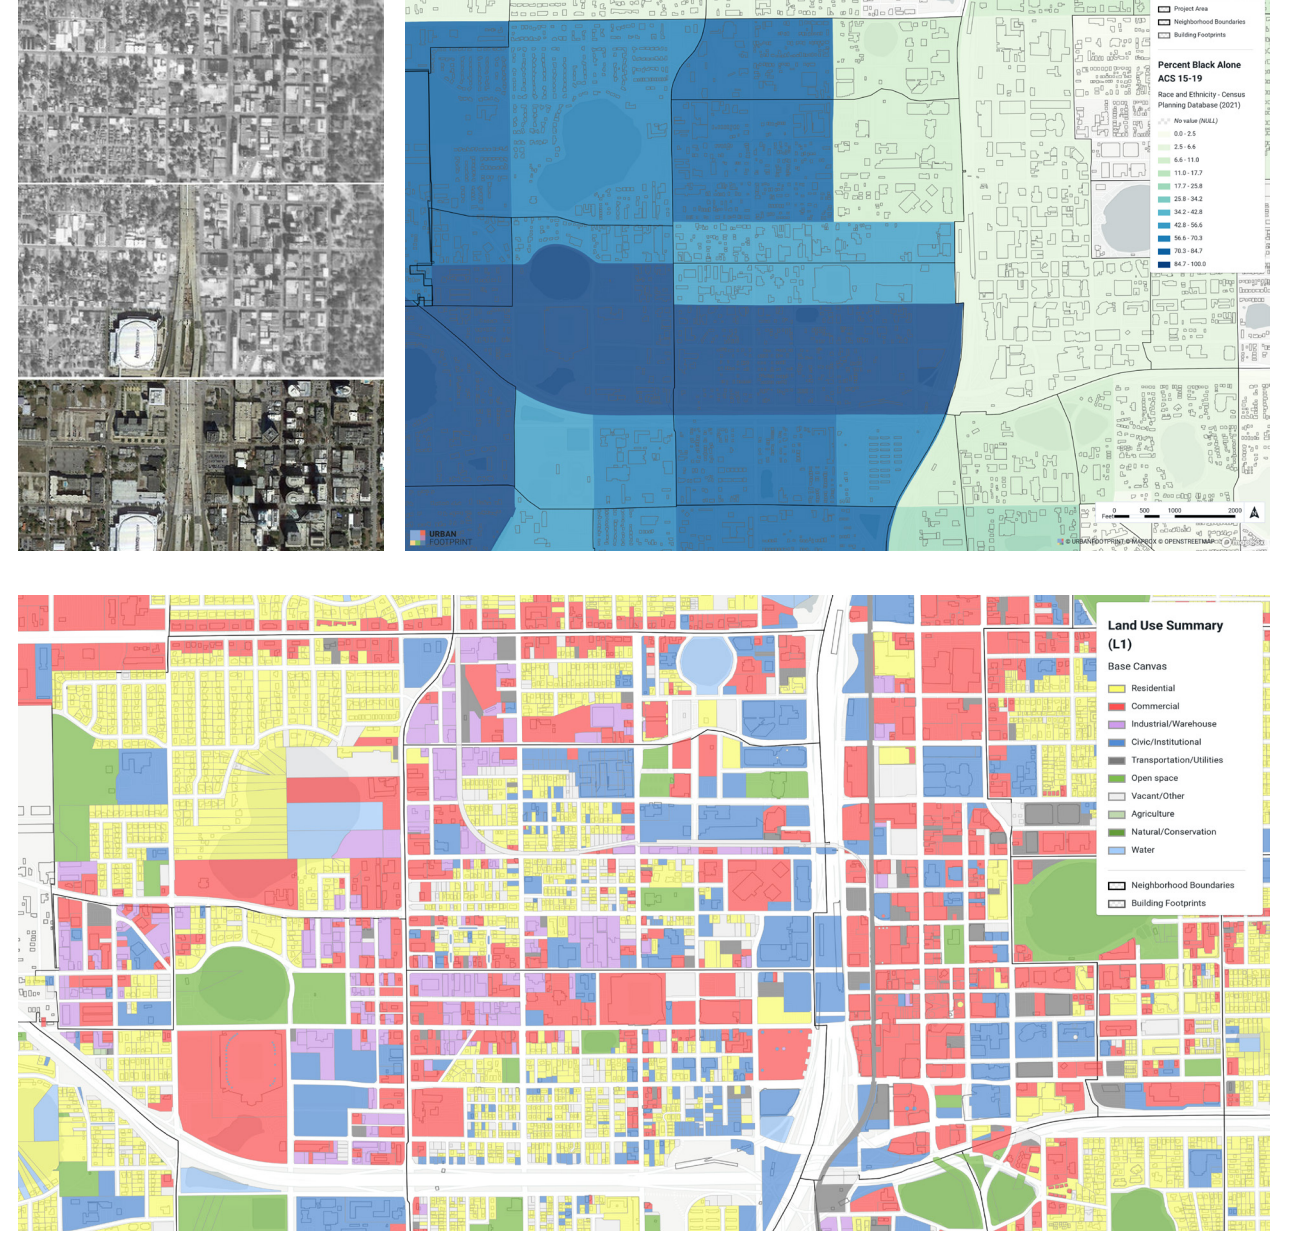 Project Area
Neighborhood Boundaries
Building Footprints
Percent Black Alone
ACS 15-19
Race and Ethnicity - Census
Planning Database (2021)
No value (NULL)
0.0 - 2.5
2.5 - 6.6
6.6 - 11.0
11.0 - 17.7
17.7 - 25.8
25.8 - 34.2
34.2 - 42.8
42.8 - 56.6
56.6 - 70.3
70.3 - 84.7
84.7 - 100.0
0 500 1000 2000
Feet
URBAN
FOOTPRINT
© URBANFOOTPRINT © MAPBOX © OPENSTREETMAP
Land Use Summary
(L1)
Base Canvas
Residential
Commercial
Industrial/Warehouse
Civic/Institutional
Transportation/Utilities
Open space
Vacant/Other
Agriculture
Natural/Conservation
Water
Neighborhood Boundaries
Building Footprints